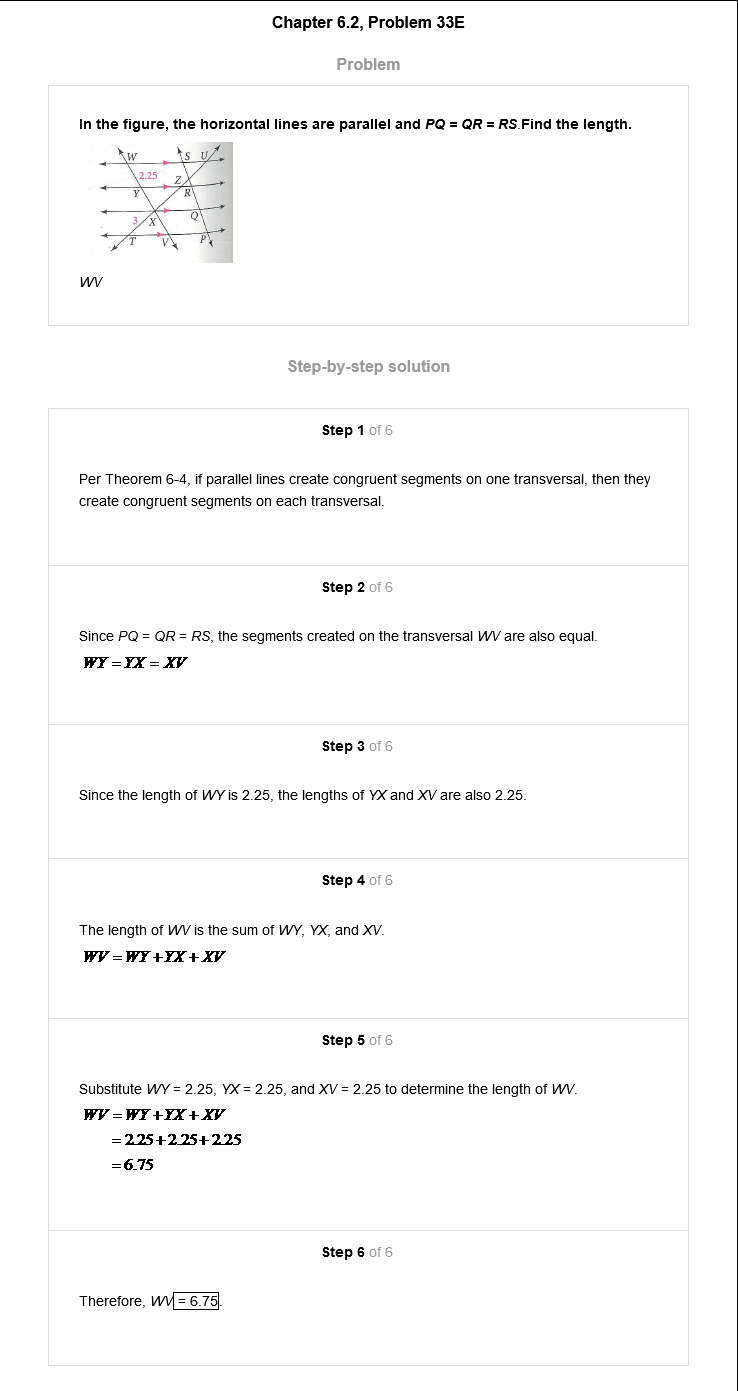 Chapter 6.2, Problem 33E
Problem
In the figure, the horizontal lines are parallel and PQ = QR = RS.Find the length.
W S U
2.25 Z
Y R
3 X Q
T V P
WV
Step-by-step solution
Step 1 of 6
Per Theorem 6-4, if parallel lines create congruent segments on one transversal, then they
create congruent segments on each transversal.
Step 2 of 6
Since PQ = QR = RS, the segments created on the transversal WV are also equal.
WY = YX = XV
Step 3 of 6
Since the length of WY is 2.25, the lengths of YX and XV are also 2.25.
Step 4 of 6
The length of WV is the sum of WY, YX, and XV.
WV = WY + YX + XV
Step 5 of 6
Substitute WY = 2.25, YX = 2.25, and XV = 2.25 to determine the length of WV.
WV = WY + YX + XV
= 2.25 + 2.25 + 2.25
= 6.75
Step 6 of 6
Therefore, WV = 6.75.